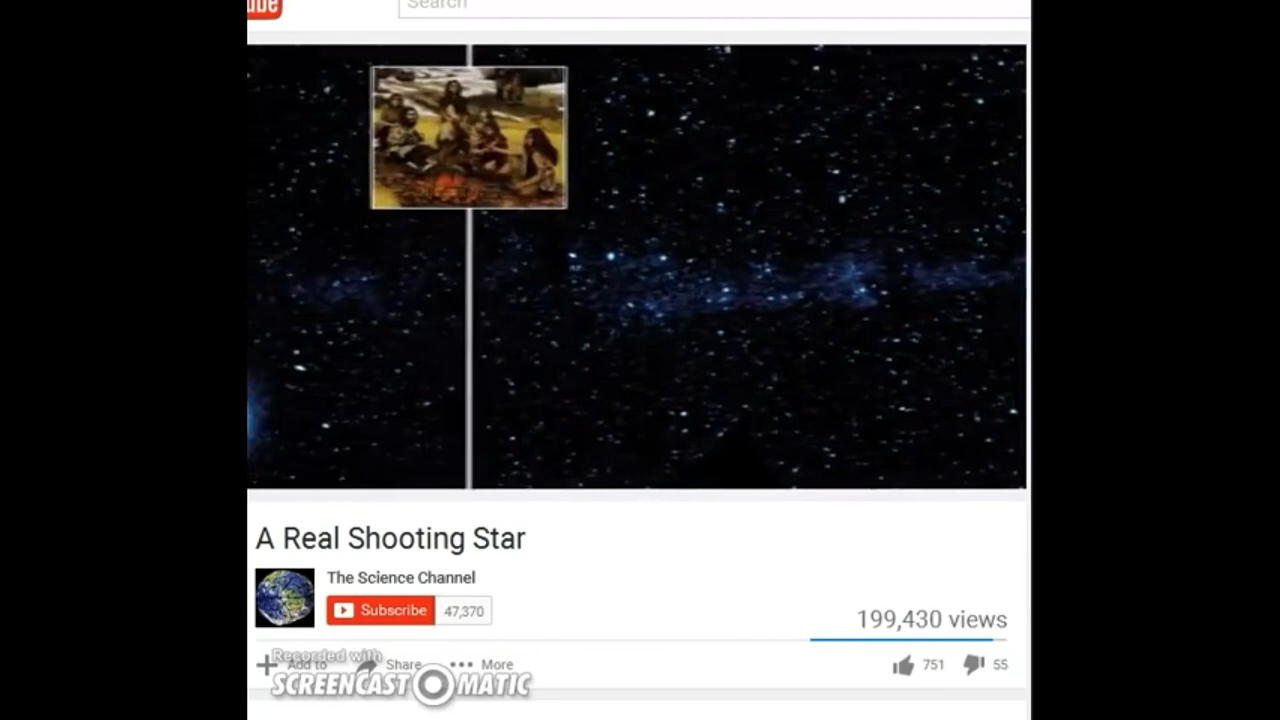 ube
Search
A Real Shooting Star
The Science Channel
Subscribe 47,370
199,430 views
Add to Share More 751 55
Recorded with
SCREENCAST MATIC